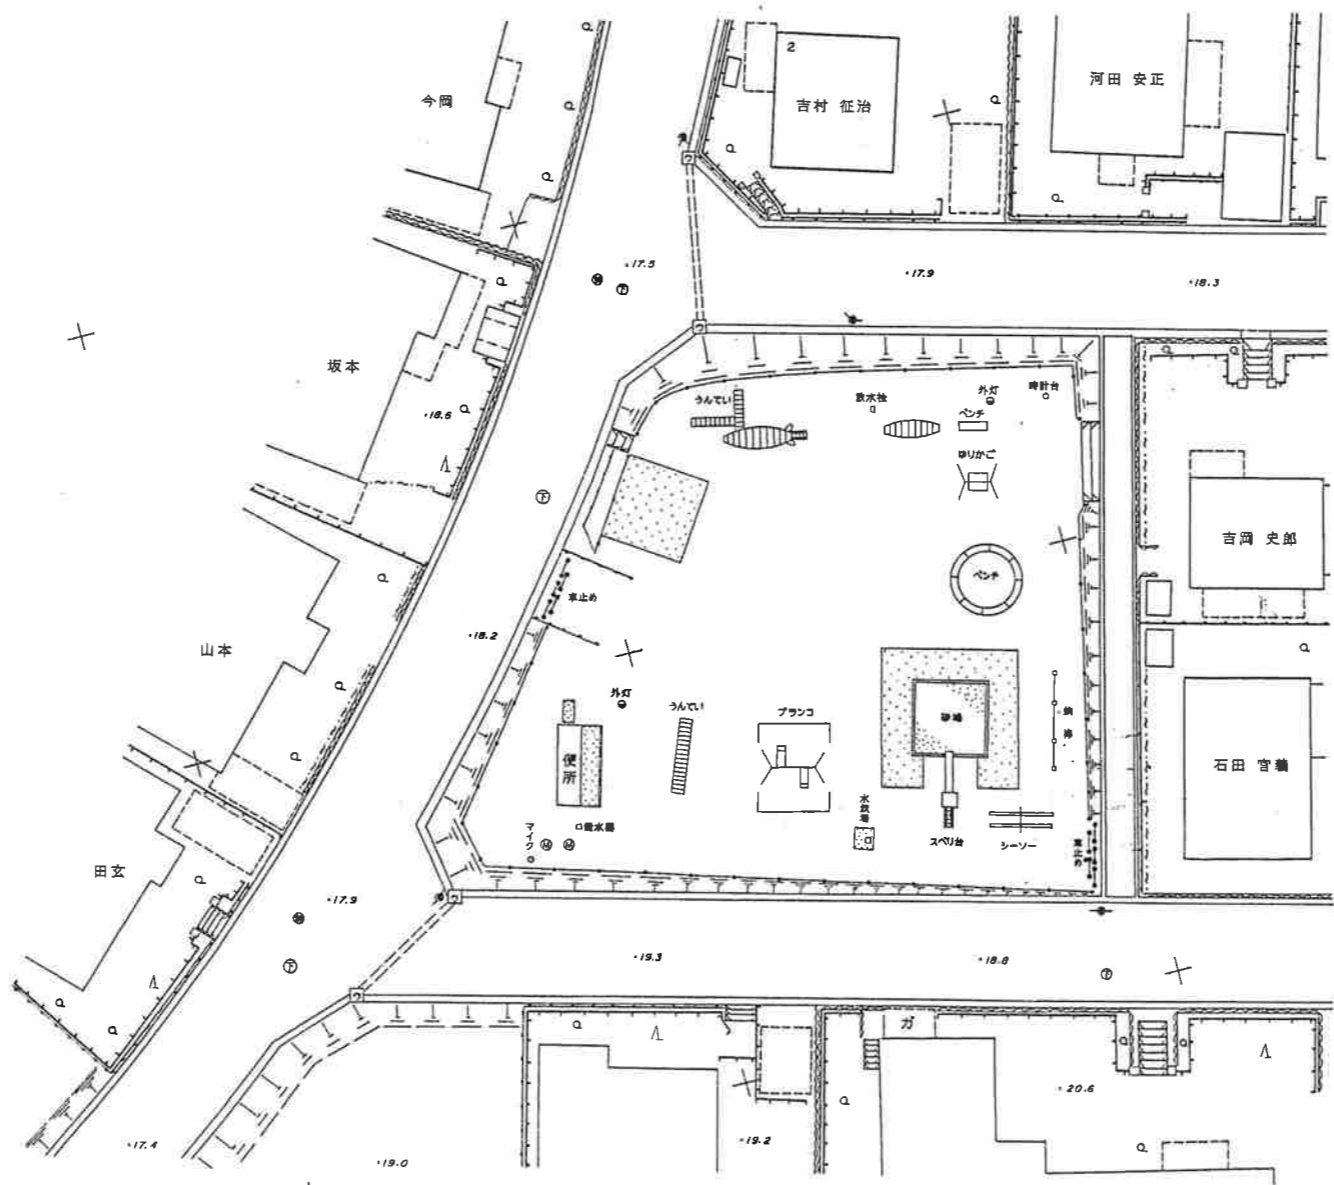 2
吉村 征治
河田 安正
今岡
・17.5
・17.9
・18.3
坂本
・18.6
うんてい
散水栓
外灯
時計台
ベンチ
ゆりかご
下
吉岡 史郎
ベンチ
車止め
・18.2
山本
外灯
うんてい
ブランコ
砂場
鉄棒
便所
石田 官義
水飲場
マイク
スベリ台
シーソー
車止め
田玄
・17.9
・19.3
・18.8
下
下
ガ
・20.6
・17.4
・19.0
・19.2